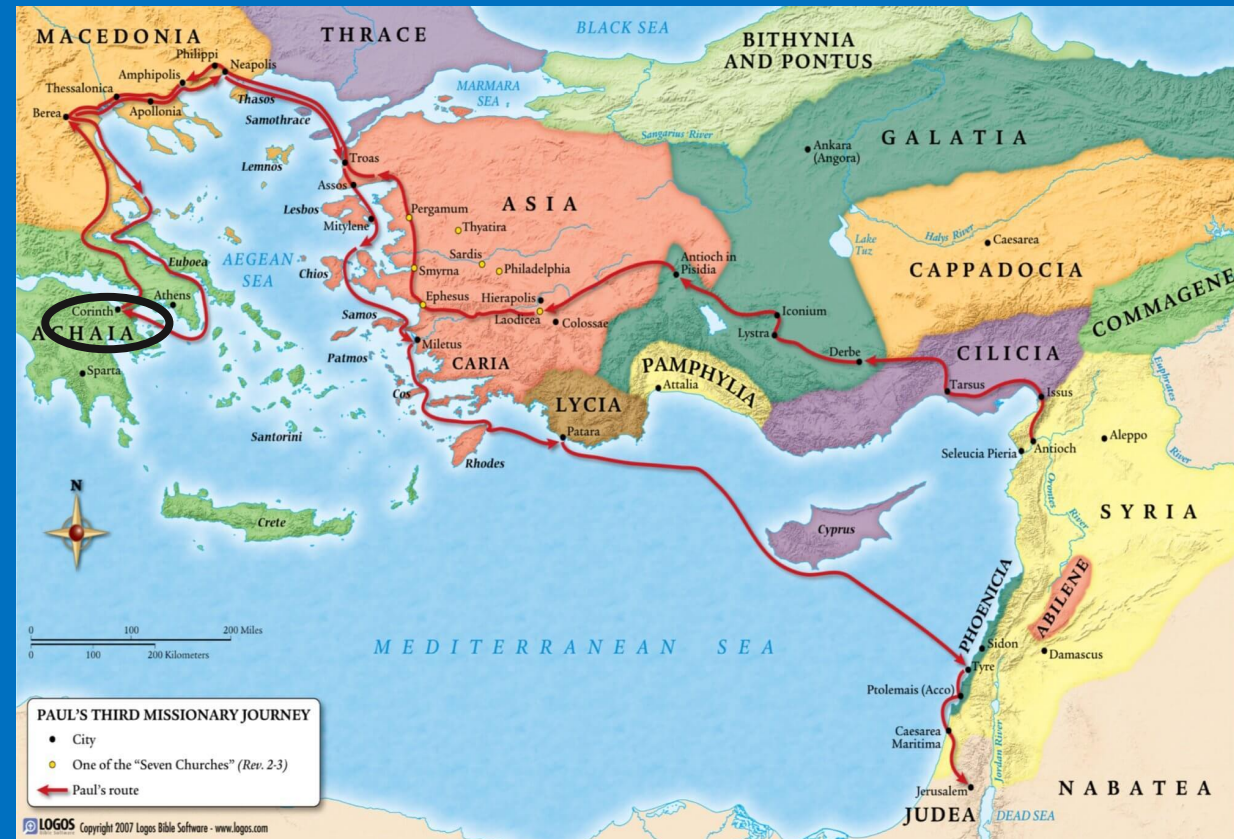 MACEDONIA
THRACE
BLACK SEA
BITHYNIA
AND PONTUS
Philippi
Neapolis
Amphipolis
Thessalonica
Berea
Apollonia
Thasos
Samothrace
MARMARA
SEA
Sangarius River
GALATIA
Ankara
(Angora)
Lemnos
Troas
Assos
ASIA
Lesbos
Mitylene
Pergamum
Thyatira
Halys River
Lake
Tuz
Caesarea
CAPPADOCIA
COMMAGENE
Euphrates
River
Euboea
AEGEAN
SEA
Chios
Smyrna
Sardis
Philadelphia
Antioch in
Pisidia
Athens
Corinth
ACHAIA
Ephesus
Hierapolis
Laodicea
Colossae
Samos
Iconium
Lystra
Derbe
CILICIA
Miletus
Patmos
CARIA
PAMPHYLIA
Attalia
Tarsus
Issus
Sparta
Cos
LYCIA
Patara
Santorini
Rhodes
Seleucia Pieria
Antioch
Aleppo
Orontes
River
SYRIA
N
Crete
Cyprus
PHOENICIA
ABILENE
0 100 200 Miles
0 100 200 Kilometers
MEDITERRANEAN SEA
Sidon
Tyre
Damascus
Ptolemais (Acco)
Caesarea
Maritima
Jordan River
Jerusalem
JUDEA
DEAD SEA
NABATEA
PAUL'S THIRD MISSIONARY JOURNEY
City
One of the "Seven Churches" (Rev. 2-3)
Paul's route
LOGOS Copyright 2007 Logos Bible Software - www.logos.com
Bible Software